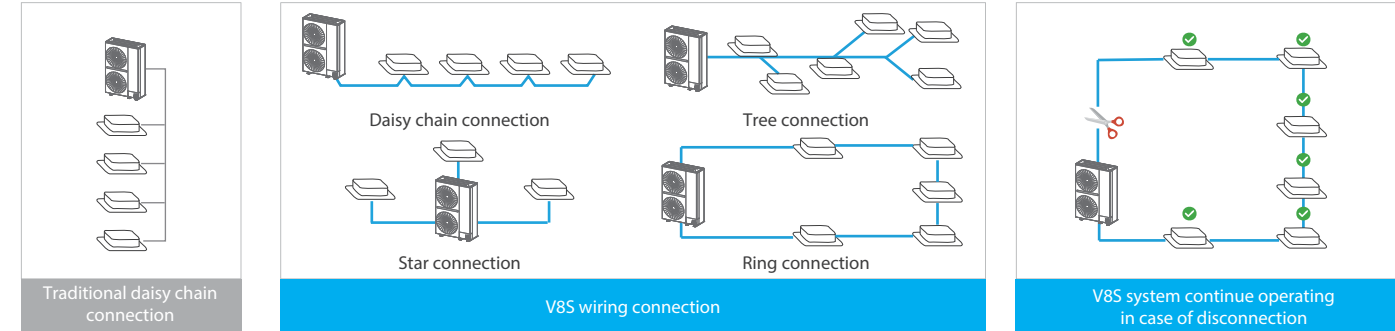 Daisy chain connection
Tree connection
Star connection
Ring connection
Traditional daisy chain
connection
V8S wiring connection
V8S system continue operating
in case of disconnection